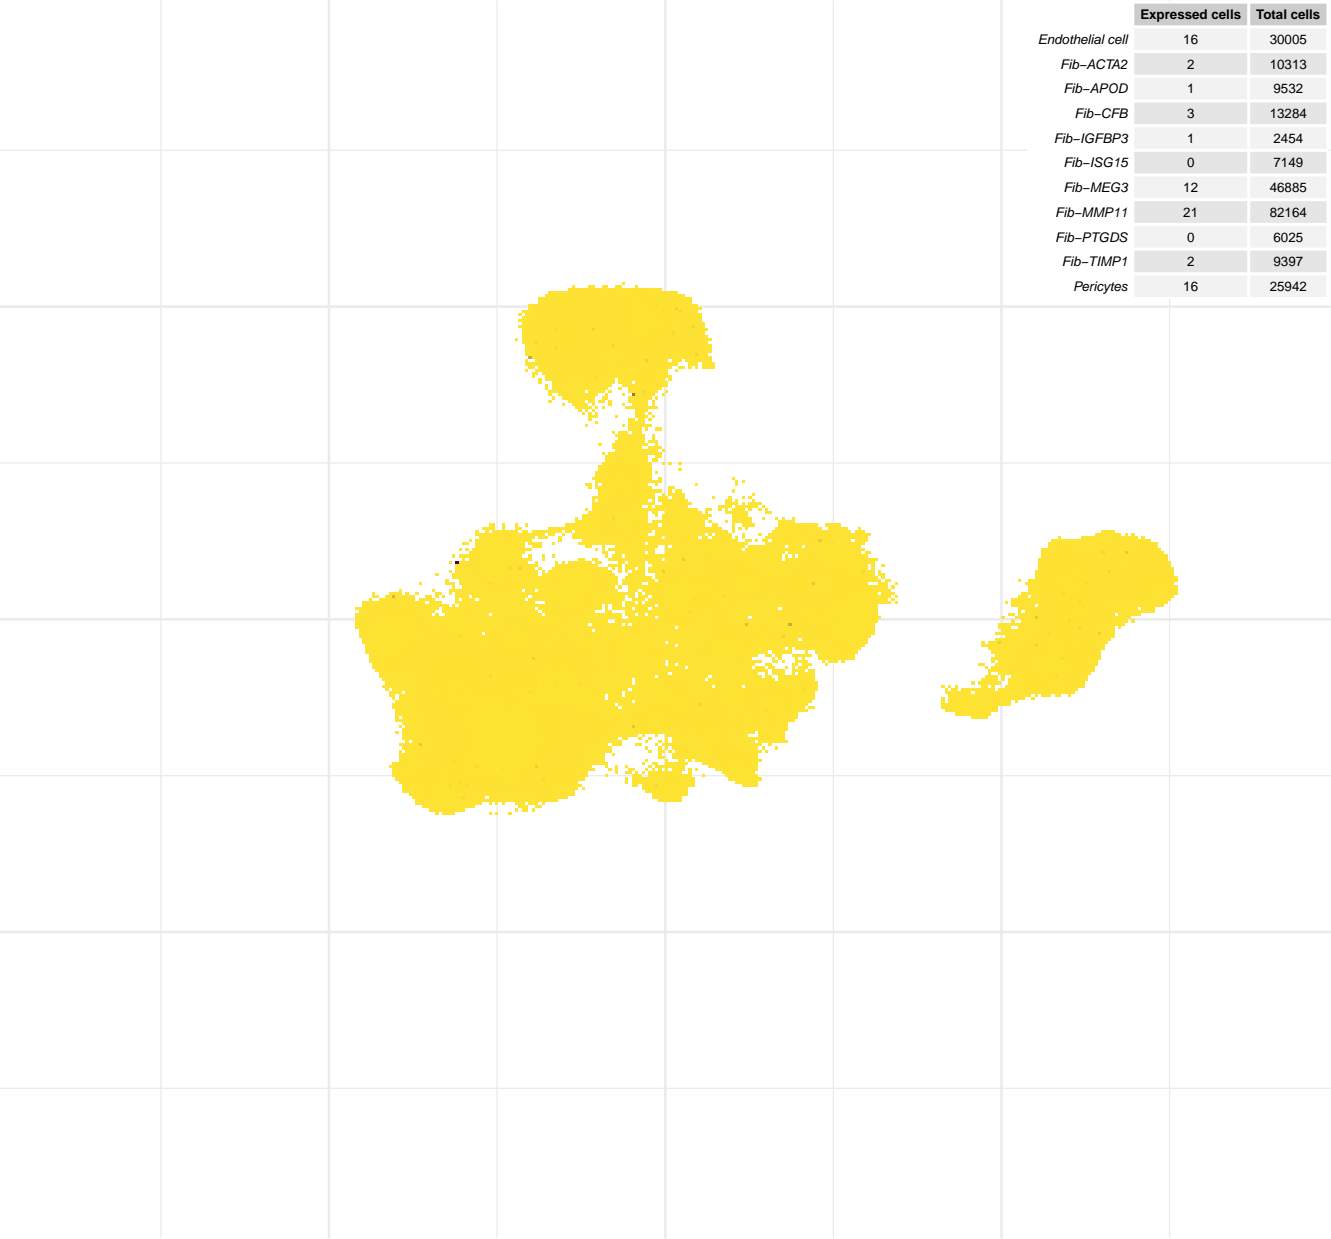 Expressed cells Total cells
Endothelial cell 16 30005
Fib−ACTA2 2 10313
Fib−APOD 1 9532
Fib−CFB 3 13284
Fib−IGFBP3 1 2454
Fib−ISG15 0 7149
Fib−MEG3 12 46885
Fib−MMP11 21 82164
Fib−PTGDS 0 6025
Fib−TIMP1 2 9397
Pericytes 16 25942